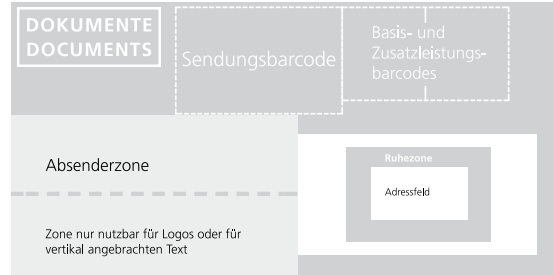 DOKUMENTE
DOCUMENTS
Sendungsbarcode
Basis- und
Zusatzleistungs-
barcodes
Absenderzone
Ruhezone
Adressfeld
Zone nur nutzbar für Logos oder für
vertikal angebrachten Text